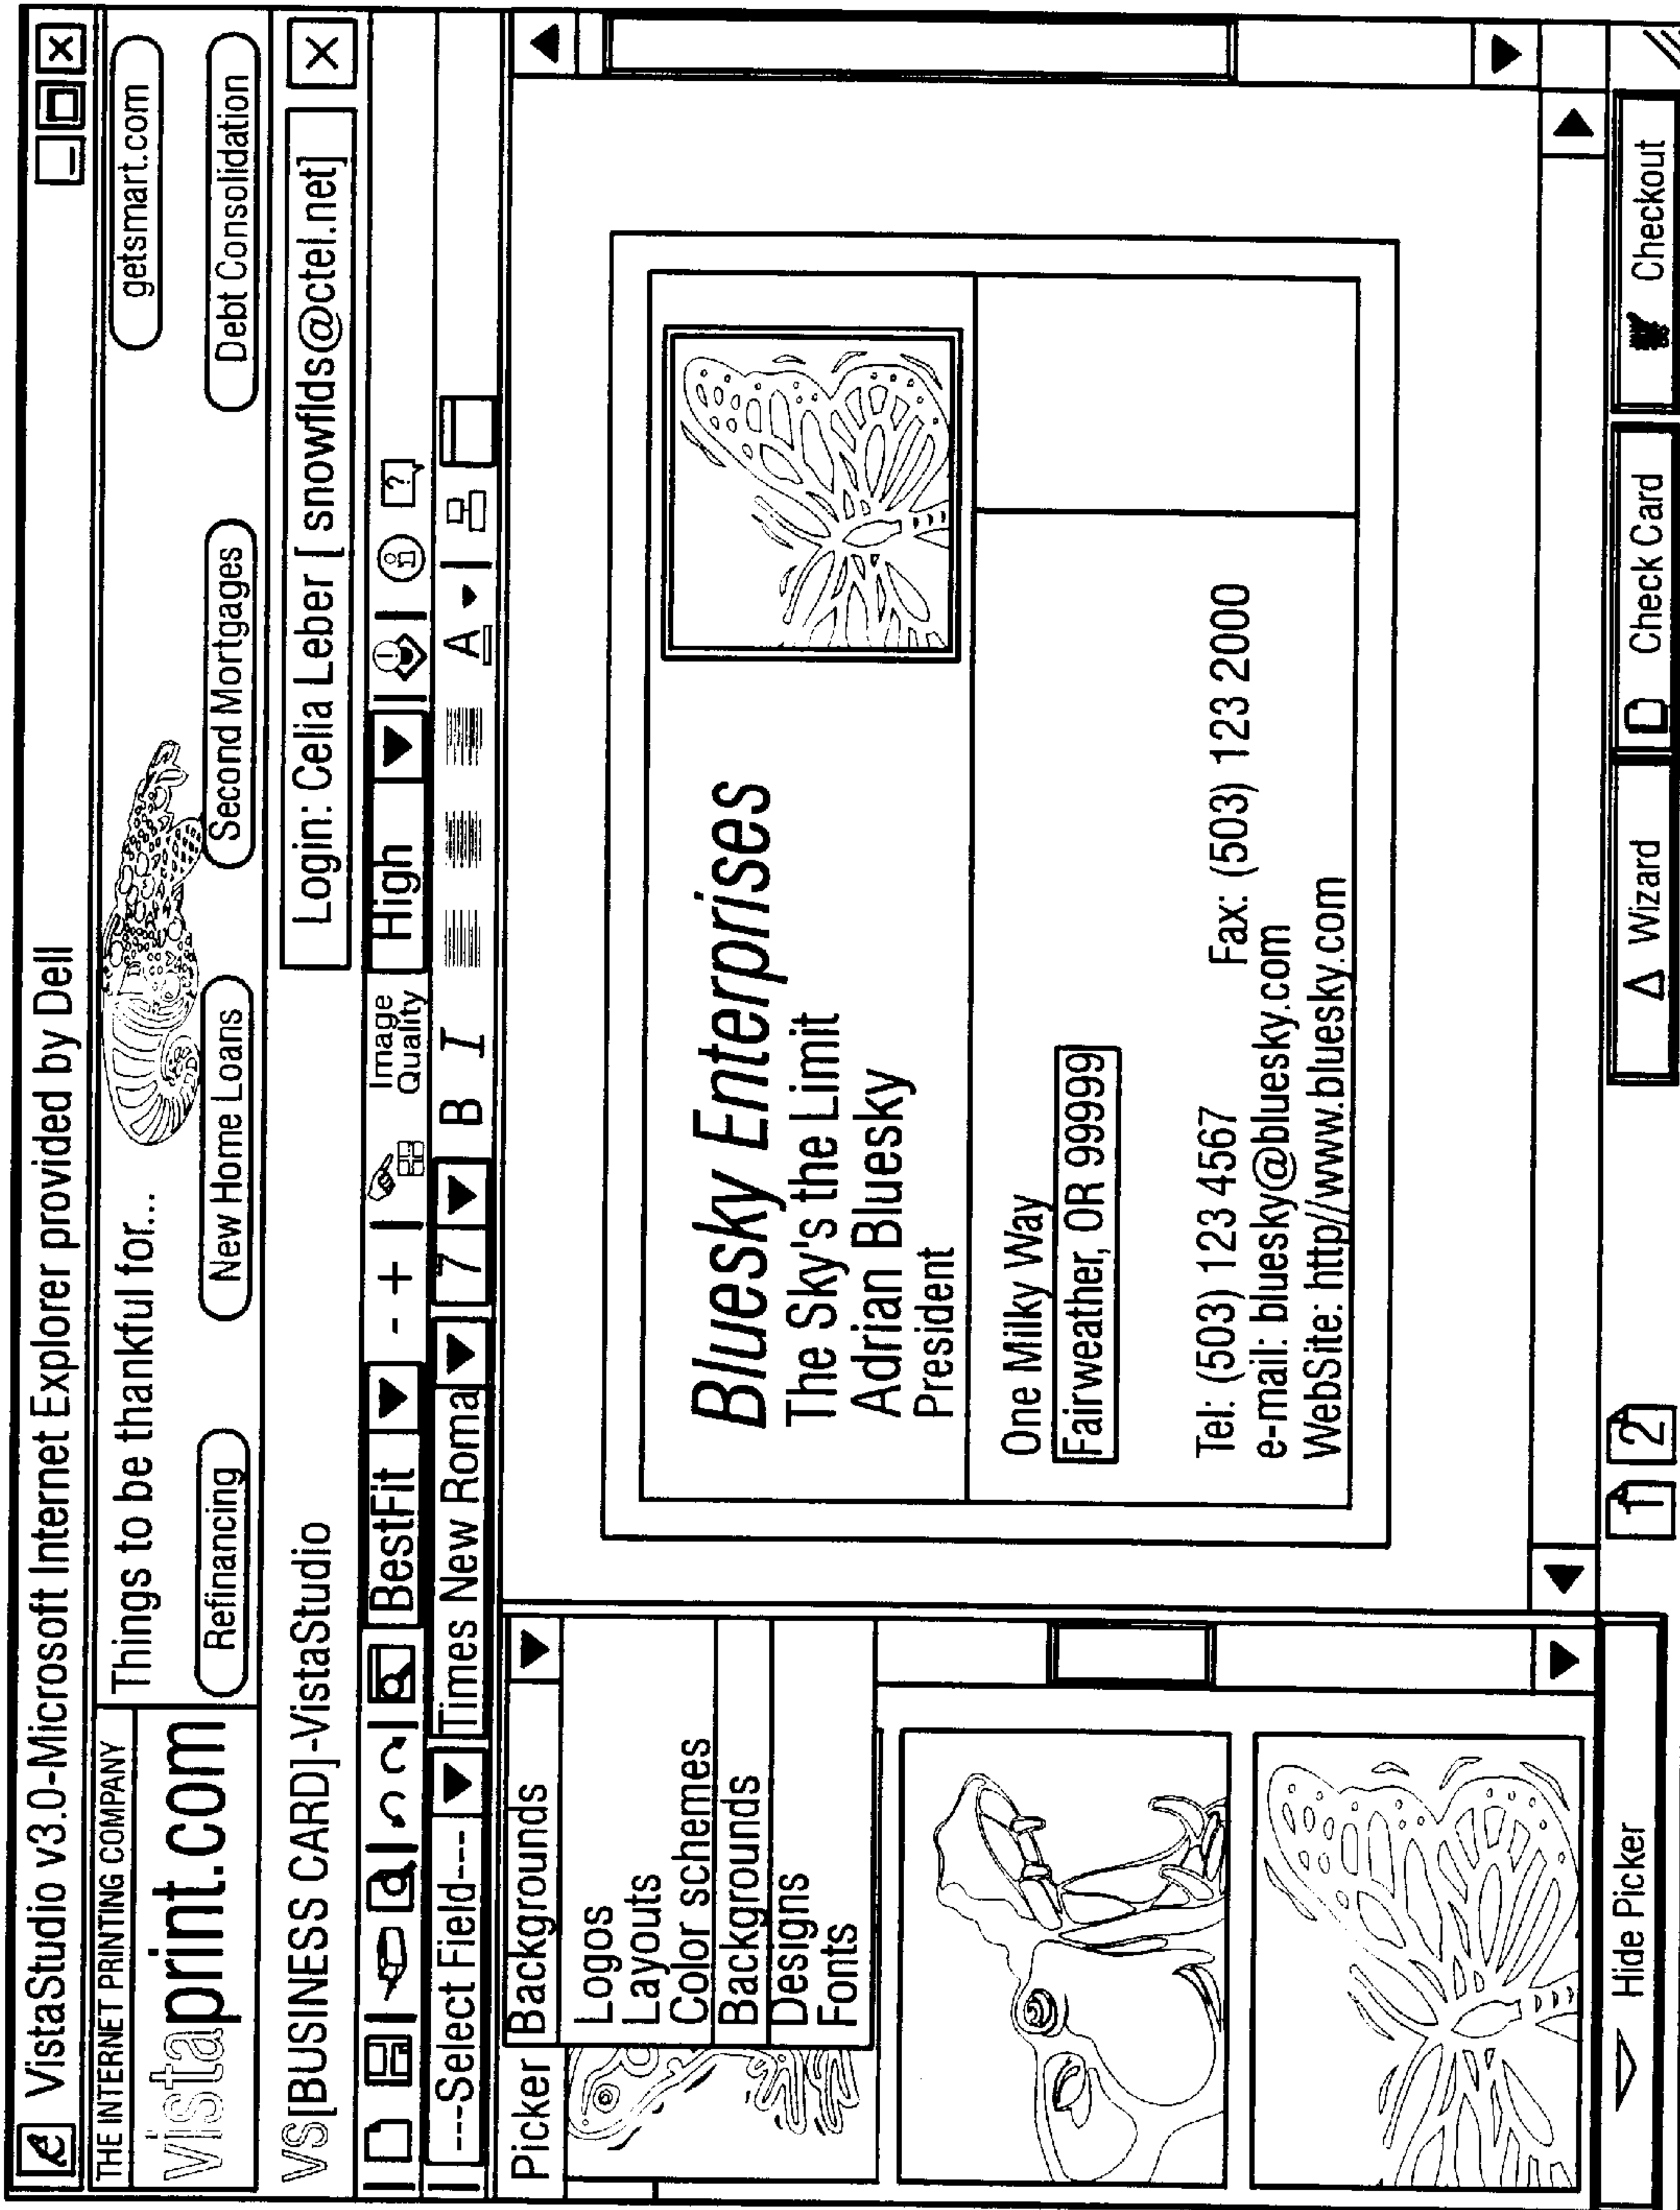 VistaStudio v3.0-Microsoft Internet Explorer provided by Dell
THE INTERNET PRINTING COMPANY
vistaprint.com
Things to be thankful for...
getsmart.com
Refinancing
New Home Loans
Second Mortgages
Debt Consolidation
VS[BUSINESS CARD]-VistaStudio
Login: Celia Leber [ snowflds@ctel.net]
BestFit
- +
Image
Quality
High
?
---Select Field---
Times New Roma
7
B I
A
Picker
Backgrounds
Logos
Layouts
Color schemes
Backgrounds
Designs
Fonts
Bluesky Enterprises
The Sky's the Limit
Adrian Bluesky
President
One Milky Way
Fairweather, OR 99999
Tel: (503) 123 4567 Fax: (503) 123 2000
e-mail: bluesky@bluesky.com
WebSite: http//www.bluesky.com
Hide Picker
1 2
Wizard
Check Card
Checkout